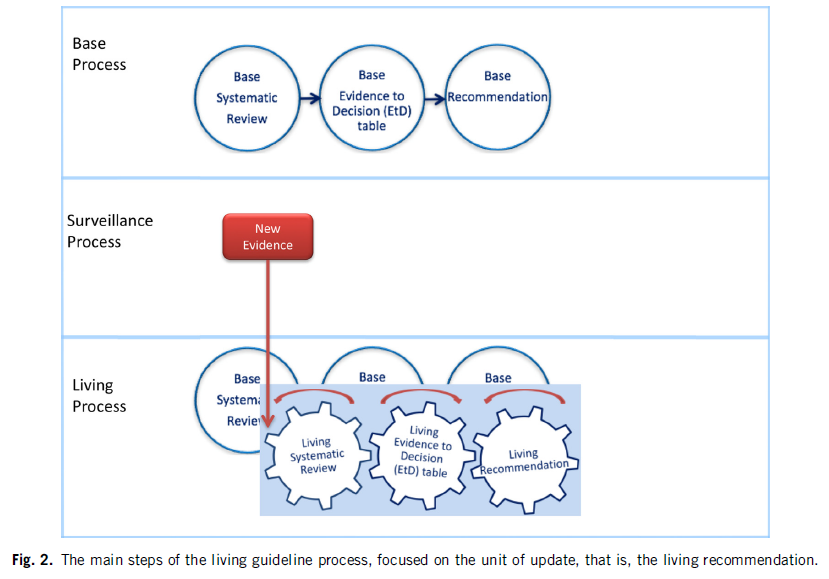 Base
Process
Base
Systematic
Review
Base
Evidence to
Decision (EtD)
table
Base
Recommendation
Surveillance
Process
New
Evidence
Living
Process
Base
Systema
Review
Base
Base
Living
Systematic
Review
Living
Evidence to
Decision
(EtD) table
Living
Recommendation
Fig. 2. The main steps of the living guideline process, focused on the unit of update, that is, the living recommendation.